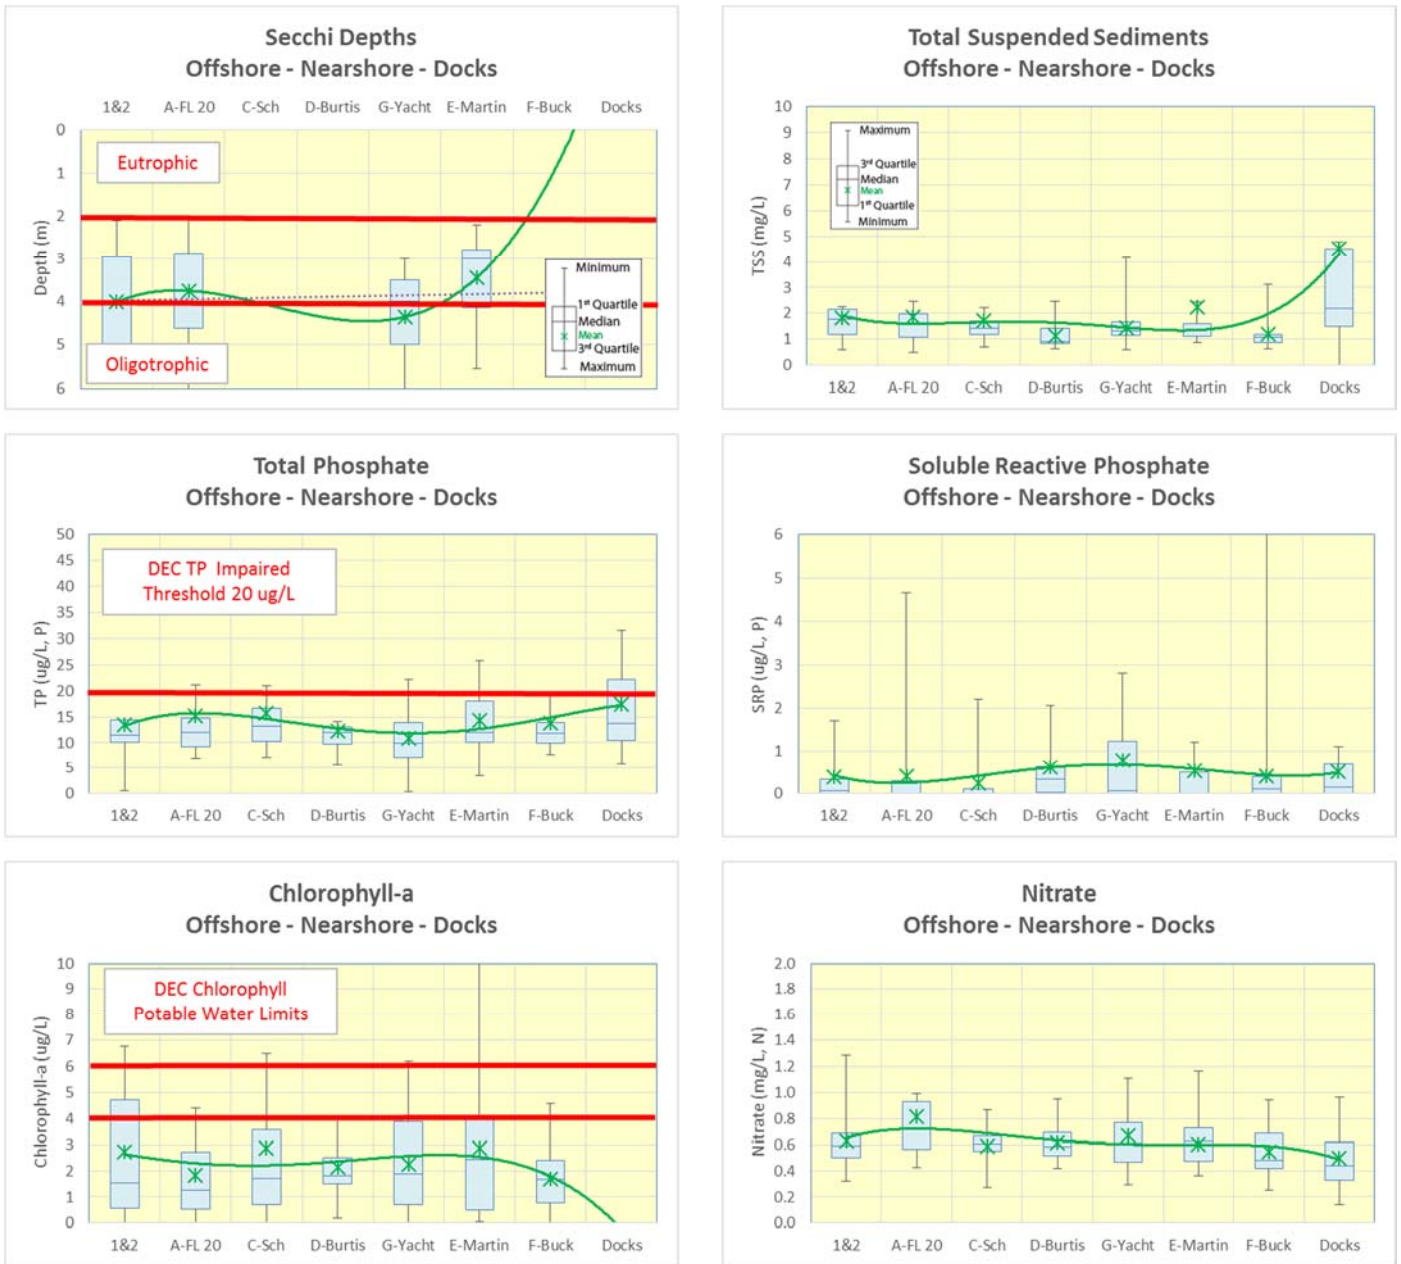 Secchi Depths
Offshore - Nearshore - Docks
1&2 A-FL 20 C-Sch D-Burtis G-Yacht E-Martin F-Buck Docks
Depth (m)
0
1
2
3
4
5
6
Eutrophic
Oligotrophic
Minimum
1st Quartile
Median
Mean
3rd Quartile
Maximum
Total Suspended Sediments
Offshore - Nearshore - Docks
TSS (mg/L)
10
9
8
7
6
5
4
3
2
1
0
Maximum
3rd Quartile
Median
Mean
1st Quartile
Minimum
1&2 A-FL 20 C-Sch D-Burtis G-Yacht E-Martin F-Buck Docks
Total Phosphate
Offshore - Nearshore - Docks
TP (ug/L, P)
50
45
40
35
30
25
20
15
10
5
0
DEC TP Impaired
Threshold 20 ug/L
1&2 A-FL 20 C-Sch D-Burtis G-Yacht E-Martin F-Buck Docks
Soluble Reactive Phosphate
Offshore - Nearshore - Docks
SRP (ug/L, P)
6
5
4
3
2
1
0
1&2 A-FL 20 C-Sch D-Burtis G-Yacht E-Martin F-Buck Docks
Chlorophyll-a
Offshore - Nearshore - Docks
Chlorophyll-a (ug/L)
10
9
8
7
6
5
4
3
2
1
0
DEC Chlorophyll
Potable Water Limits
1&2 A-FL 20 C-Sch D-Burtis G-Yacht E-Martin F-Buck Docks
Nitrate
Offshore - Nearshore - Docks
Nitrate (mg/L, N)
2.0
1.8
1.6
1.4
1.2
1.0
0.8
0.6
0.4
0.2
0.0
1&2 A-FL 20 C-Sch D-Burtis G-Yacht E-Martin F-Buck Docks